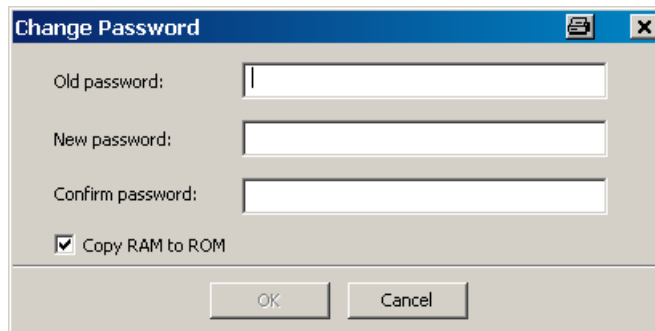 Change Password
Old password:
New password:
Confirm password:
Copy RAM to ROM
OK
Cancel